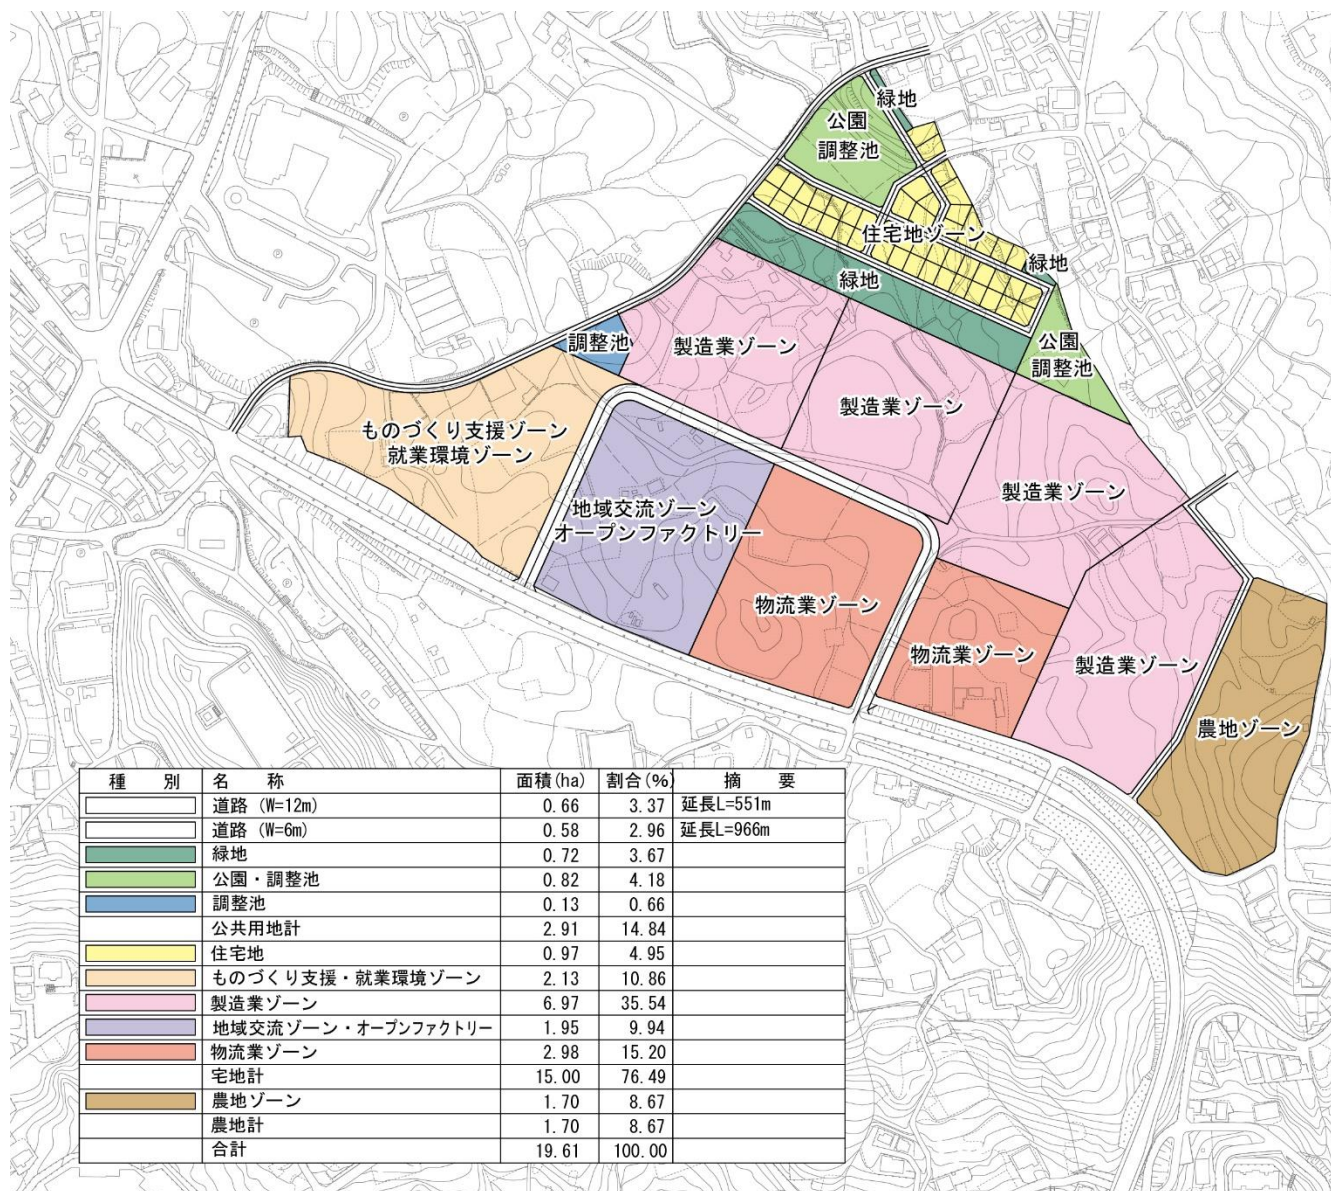 緑地
公園
調整池
住宅地ゾーン
緑地
緑地
公園
調整池
調整池
製造業ゾーン
製造業ゾーン
製造業ゾーン
ものづくり支援ゾーン
就業環境ゾーン
地域交流ゾーン
オープンファクトリー
物流業ゾーン
物流業ゾーン
製造業ゾーン
農地ゾーン
種 別 名 称 面積(ha) 割合(%) 摘 要
道路 (W=12m) 0.66 3.37 延長L=551m
道路 (W=6m) 0.58 2.96 延長L=966m
緑地 0.72 3.67
公園・調整池 0.82 4.18
調整池 0.13 0.66
公共用地計 2.91 14.84
住宅地 0.97 4.95
ものづくり支援・就業環境ゾーン 2.13 10.86
製造業ゾーン 6.97 35.54
地域交流ゾーン・オープンファクトリー 1.95 9.94
物流業ゾーン 2.98 15.20
宅地計 15.00 76.49
農地ゾーン 1.70 8.67
農地計 1.70 8.67
合計 19.61 100.00